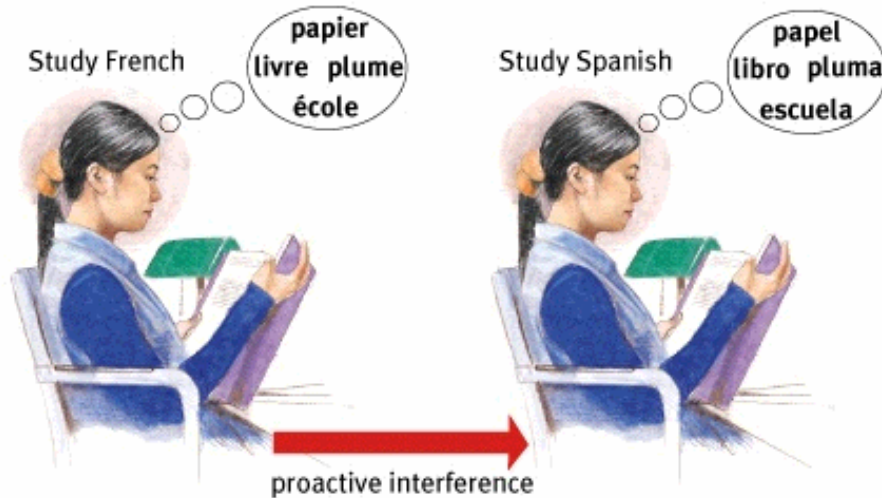 Study French
papier
livre plume
école
Study Spanish
papel
libro pluma
escuela
proactive interference